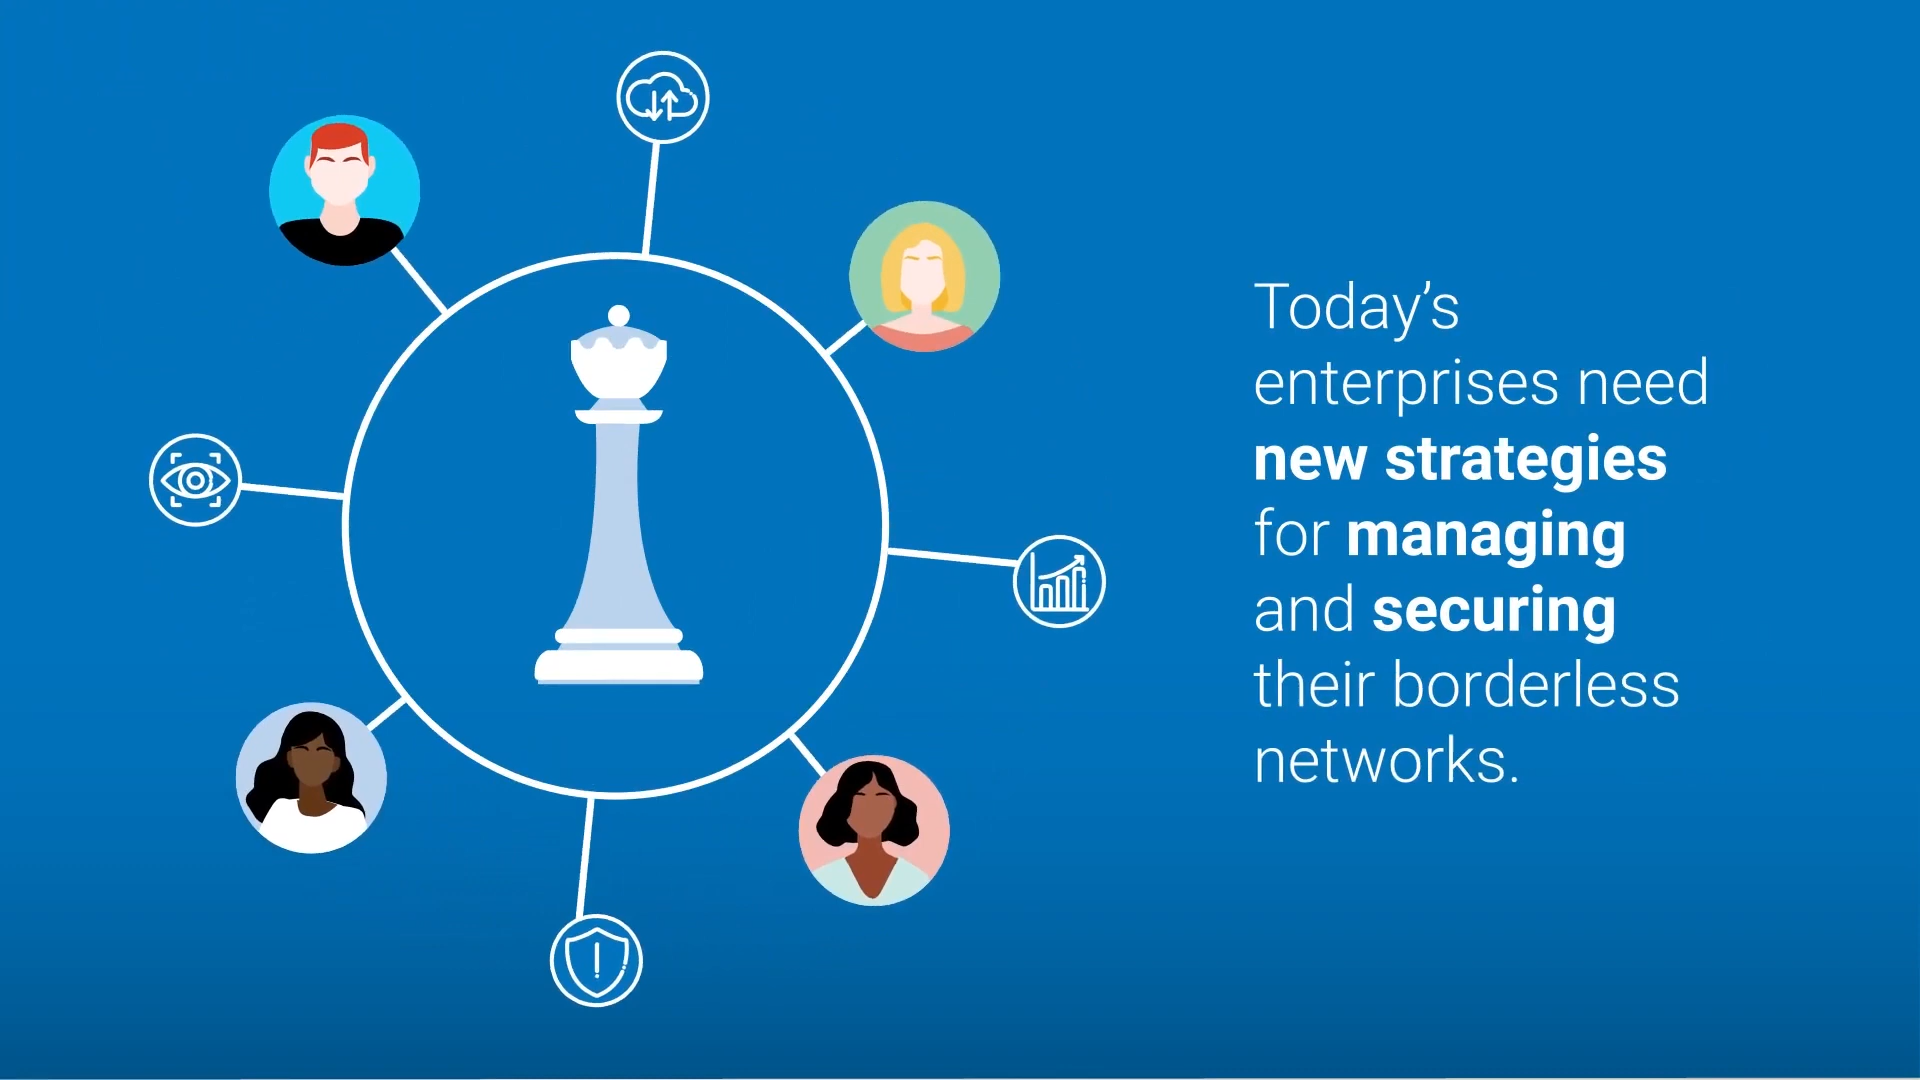 Today’s
enterprises need
new strategies
for managing
and securing
their borderless
networks.